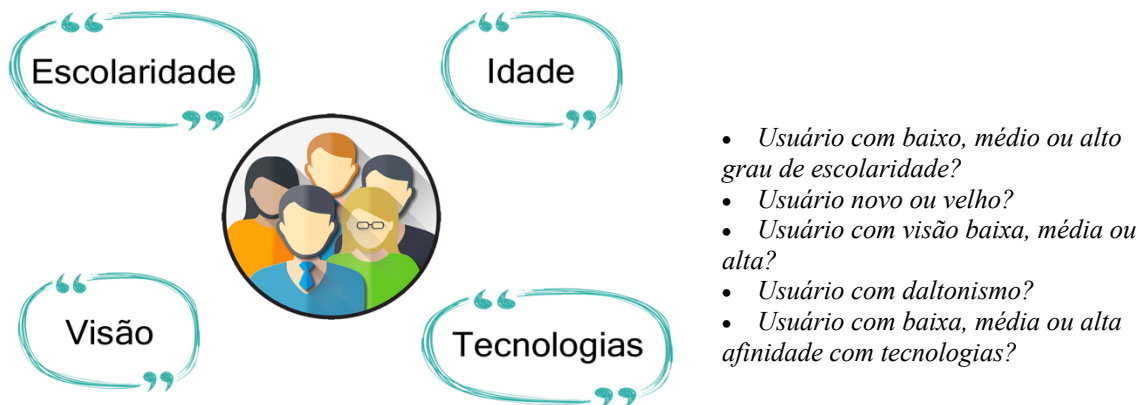 Escolaridade
Idade
Visão
Tecnologias
• Usuário com baixo, médio ou alto
grau de escolaridade?
• Usuário novo ou velho?
• Usuário com visão baixa, média ou
alta?
• Usuário com daltonismo?
• Usuário com baixa, média ou alta
afinidade com tecnologias?